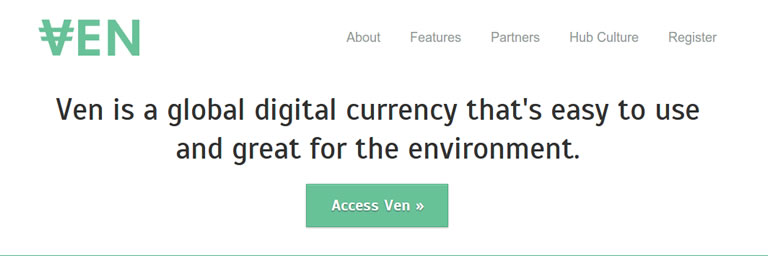 VEN
About Features Partners Hub Culture Register
Ven is a global digital currency that's easy to use
and great for the environment.
Access Ven »